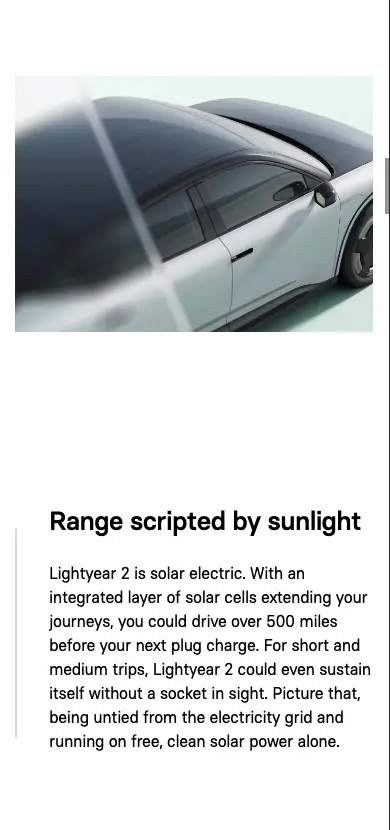 Range scripted by sunlight
Lightyear 2 is solar electric. With an
integrated layer of solar cells extending your
journeys, you could drive over 500 miles
before your next plug charge. For short and
medium trips, Lightyear 2 could even sustain
itself without a socket in sight. Picture that,
being untied from the electricity grid and
running on free, clean solar power alone.